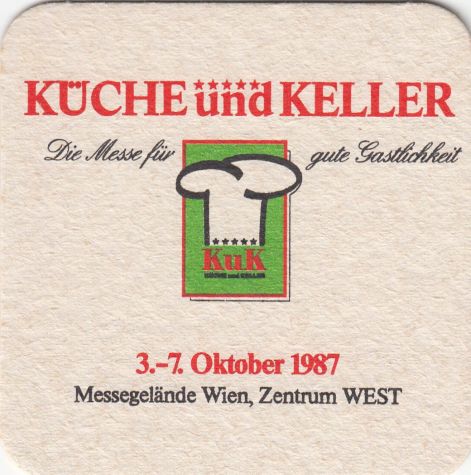 KÜCHE und KELLER
Die Messe für gute Gastlichkeit
KuK
KÜCHE und KELLER
3.–7. Oktober 1987
Messegelände Wien, Zentrum WEST